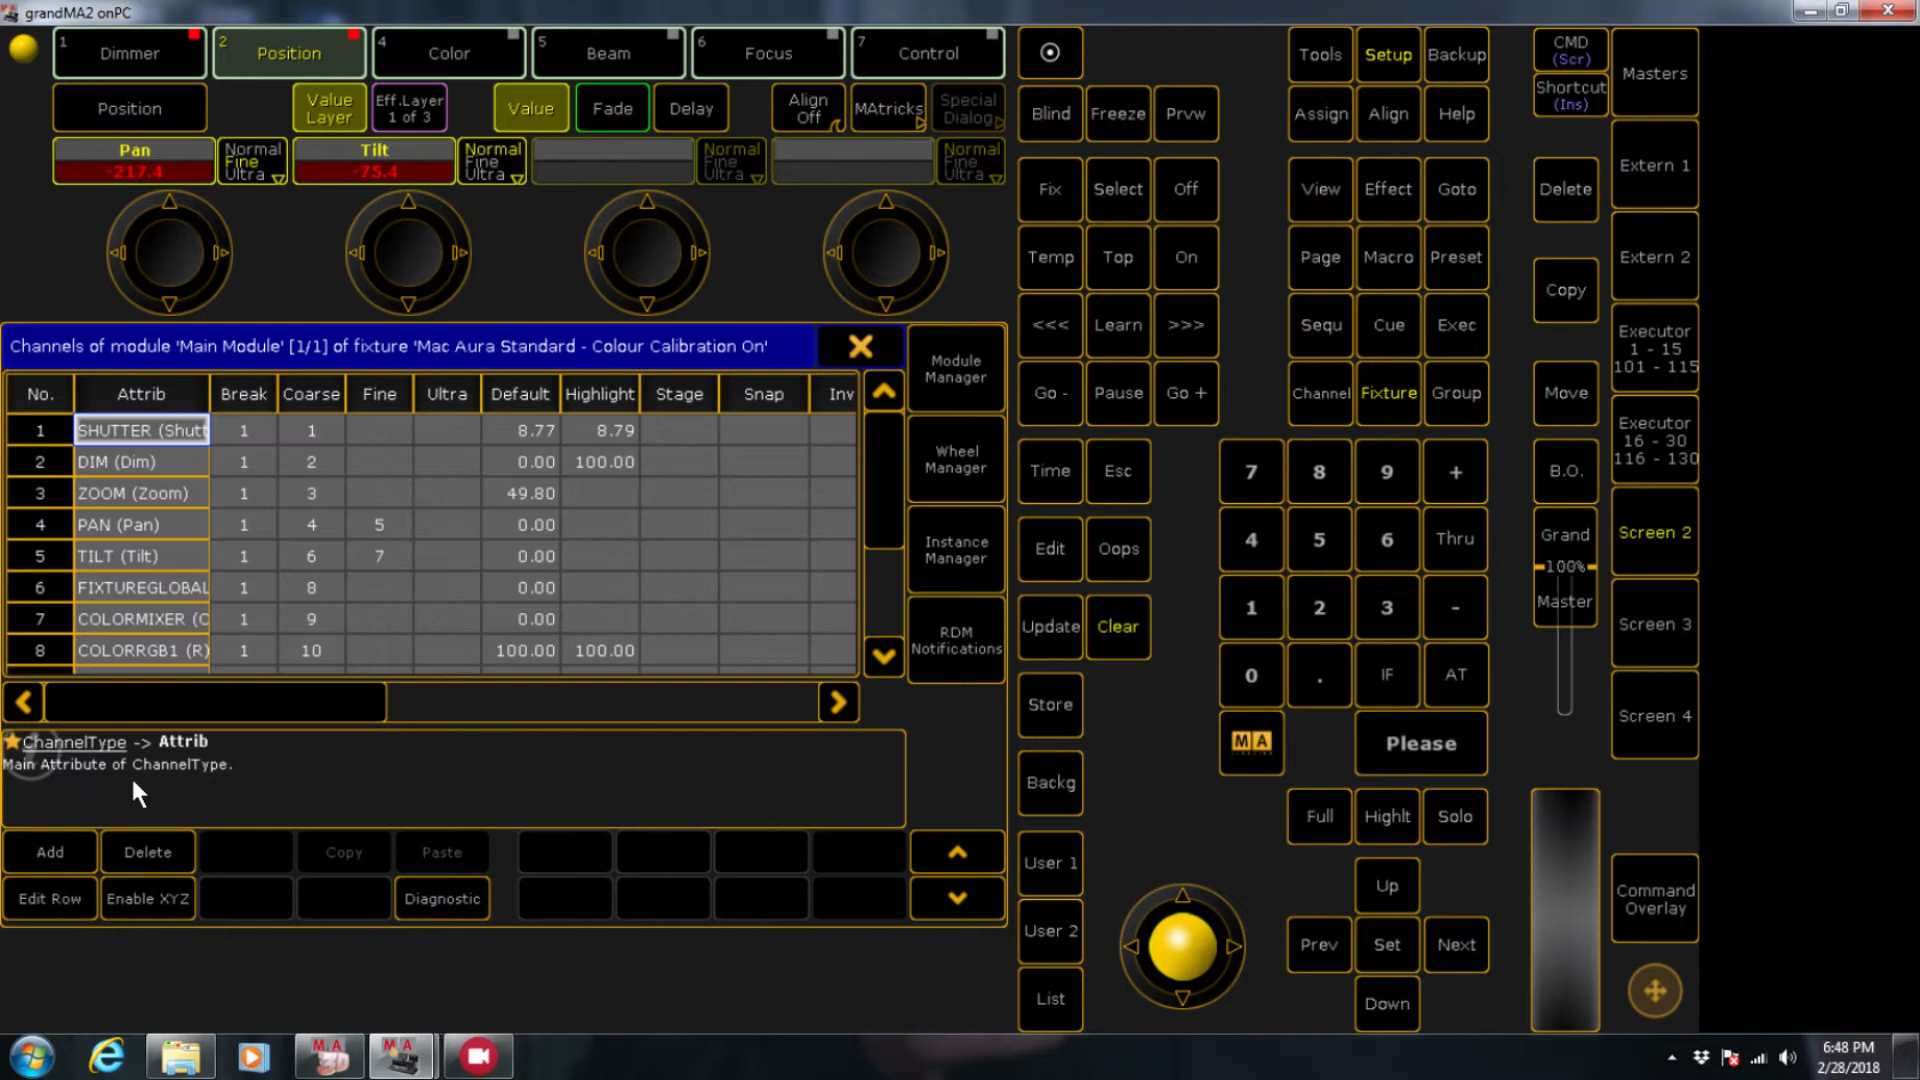 grandMA2 onPC
1 Dimmer
2 Position
4 Color
5 Beam
6 Focus
7 Control
Position
Value Layer
Eff.Layer 1 of 3
Value
Fade
Delay
Align Off
MAtricks
Special Dialog
Pan
-217.4
Normal Fine Ultra
Tilt
-75.4
Normal Fine Ultra
Normal Fine Ultra
Normal Fine Ultra
Channels of module 'Main Module' [1/1] of fixture 'Mac Aura Standard - Colour Calibration On'
No. Attrib Break Coarse Fine Ultra Default Highlight Stage Snap Inv
1 SHUTTER (Shutt 1 1 8.77 8.79
2 DIM (Dim) 1 2 0.00 100.00
3 ZOOM (Zoom) 1 3 49.80
4 PAN (Pan) 1 4 5 0.00
5 TILT (Tilt) 1 6 7 0.00
6 FIXTUREGLOBAL 1 8 0.00
7 COLORMIXER (C 1 9 0.00
8 COLORRGB1 (R) 1 10 100.00 100.00
Module Manager
Wheel Manager
Instance Manager
RDM Notifications
ChannelType -> Attrib
Main Attribute of ChannelType.
Add Delete Copy Paste
Edit Row Enable XYZ Diagnostic
Tools Setup Backup
Blind Freeze Prvw
Assign Align Help
Fix Select Off
View Effect Goto
Temp Top On
Page Macro Preset
<<< Learn >>>
Sequ Cue Exec
Go - Pause Go +
Channel Fixture Group
Time Esc
7 8 9 +
Edit Oops
4 5 6 Thru
Update Clear
1 2 3 -
Store
0 . IF AT
Backg
MA
Please
Full Highlt Solo
User 1
Up
User 2
Prev Set Next
List
Down
CMD (Scr)
Shortcut (Ins)
Delete
Copy
Move
B.O.
Grand
100%
Master
Masters
Extern 1
Extern 2
Executor
1 - 15
101 - 115
Executor
16 - 30
116 - 130
Screen 2
Screen 3
Screen 4
Command Overlay
MA
MA
6:48 PM
2/28/2018